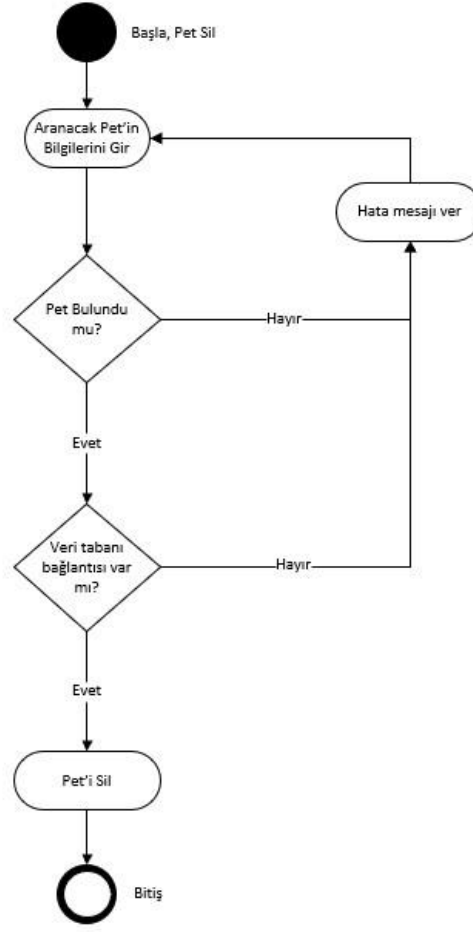 Başla, Pet Sil
Aranacak Pet'in
Bilgilerini Gir
Hata mesajı ver
Pet Bulundu
mu?
Hayır
Evet
Veri tabanı
bağlantısı var
mı?
Hayır
Evet
Pet'i Sil
Bitiş